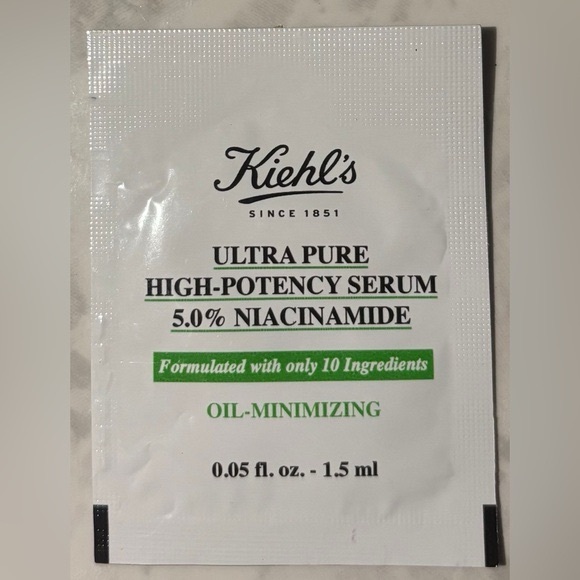 Kiehl's
SINCE 1851
ULTRA PURE
HIGH-POTENCY SERUM
5.0% NIACINAMIDE
Formulated with only 10 Ingredients
OIL-MINIMIZING
0.05 fl. oz. - 1.5 ml